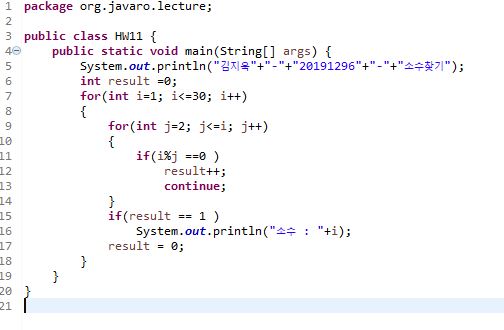 1 package org.javaro.lecture;
2
3 public class HW11 {
4 public static void main(String[] args) {
5 System.out.println("김지욱"+"-"+"20191296"+"-"+"소수찾기");
6 int result =0;
7 for(int i=1; i<=30; i++)
8 {
9 for(int j=2; j<=i; j++)
10 {
11 if(i%j ==0 )
12 result++;
13 continue;
14 }
15 if(result == 1 )
16 System.out.println("소수 : "+i);
17 result = 0;
18 }
19 }
20 }
21